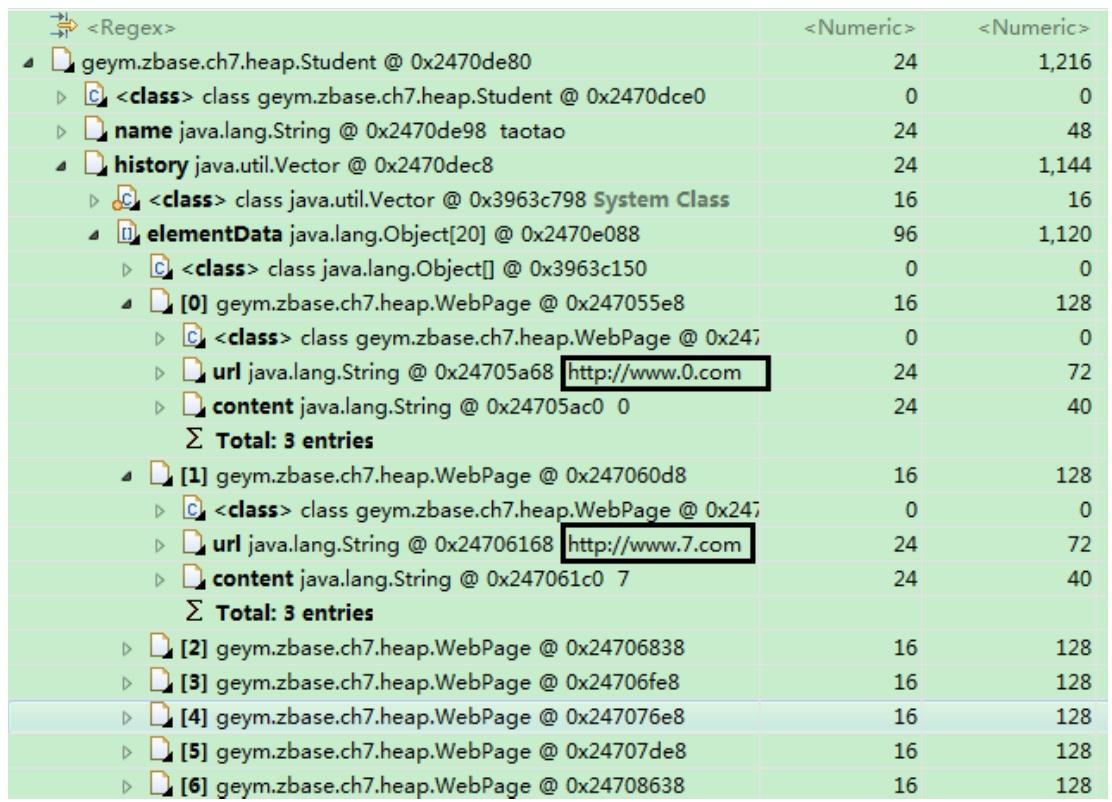 <Regex> <Numeric> <Numeric>
geym.zbase.ch7.heap.Student @ 0x2470de80 24 1,216
<class> class geym.zbase.ch7.heap.Student @ 0x2470dce0 0 0
name java.lang.String @ 0x2470de98 taotao 24 48
history java.util.Vector @ 0x2470dec8 24 1,144
<class> class java.util.Vector @ 0x3963c798 System Class 16 16
elementData java.lang.Object[20] @ 0x2470e088 96 1,120
<class> class java.lang.Object[] @ 0x3963c150 0 0
[0] geym.zbase.ch7.heap.WebPage @ 0x247055e8 16 128
<class> class geym.zbase.ch7.heap.WebPage @ 0x247 0 0
url java.lang.String @ 0x24705a68 http://www.0.com 24 72
content java.lang.String @ 0x24705ac0 0 24 40
Σ Total: 3 entries
[1] geym.zbase.ch7.heap.WebPage @ 0x247060d8 16 128
<class> class geym.zbase.ch7.heap.WebPage @ 0x247 0 0
url java.lang.String @ 0x24706168 http://www.7.com 24 72
content java.lang.String @ 0x247061c0 7 24 40
Σ Total: 3 entries
[2] geym.zbase.ch7.heap.WebPage @ 0x24706838 16 128
[3] geym.zbase.ch7.heap.WebPage @ 0x24706fe8 16 128
[4] geym.zbase.ch7.heap.WebPage @ 0x247076e8 16 128
[5] geym.zbase.ch7.heap.WebPage @ 0x24707de8 16 128
[6] geym.zbase.ch7.heap.WebPage @ 0x24708638 16 128